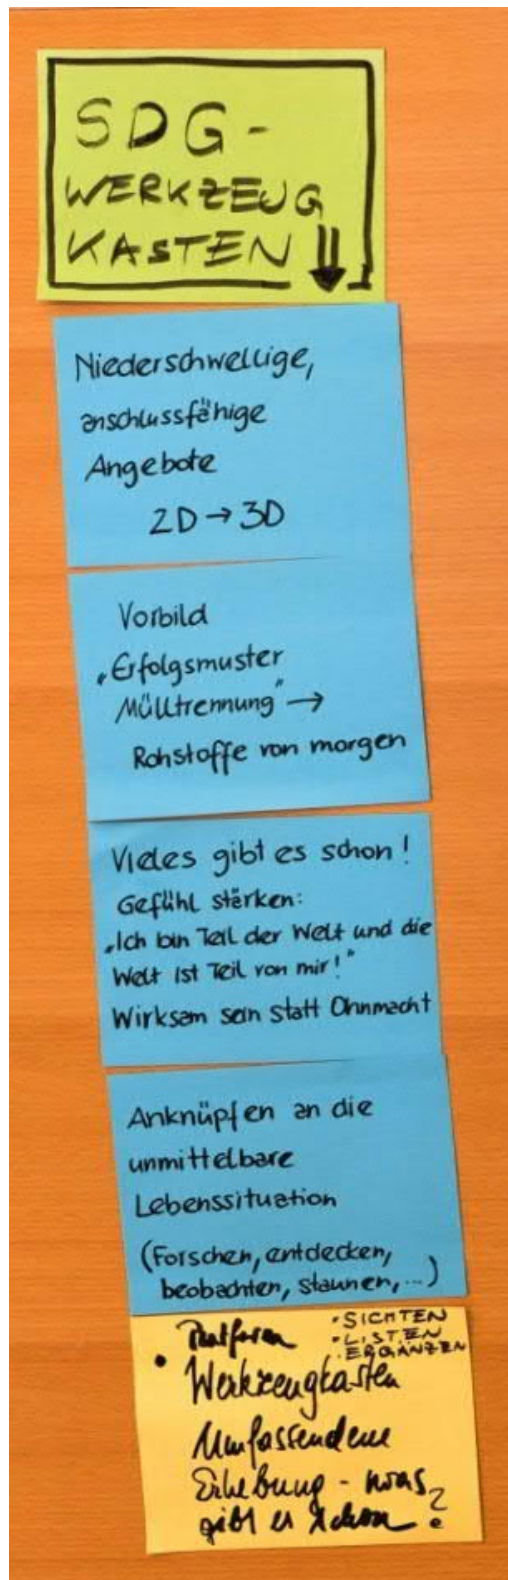 SDG-
WERKZEUG
KASTEN ⇓ 1
Niederschwellige,
anschlussfähige
Angebote
2D → 3D
Vorbild
„Erfolgsmuster
Mülltrennung" →
Rohstoffe von morgen
Vieles gibt es schon!
Gefühl stärken:
„Ich bin Teil der Welt und die
Welt ist Teil von mir!"
Wirksam sein statt Ohnmacht
Anknüpfen an die
unmittelbare
Lebenssituation
(Forschen, entdecken,
beobachten, staunen, ...)
• Plattform
• SICHTEN
• LISTEN
• ERGÄNZEN
Werkzeugkasten
Umfassendene
Erhebung - was
gibt es schon?